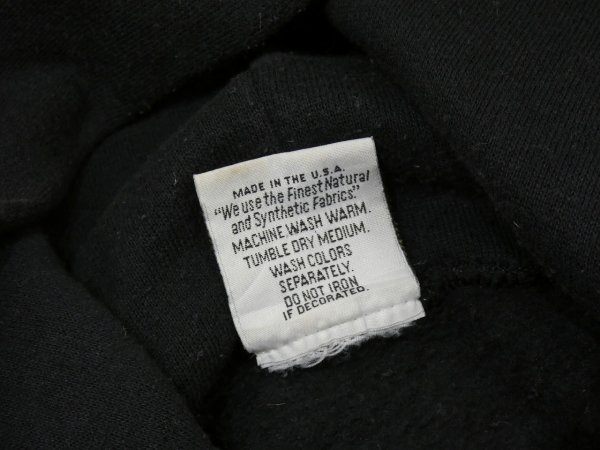 MADE IN THE U.S.A.
"We use the Finest Natural
and Synthetic Fabrics."
MACHINE WASH WARM.
TUMBLE DRY MEDIUM.
WASH COLORS
SEPARATELY.
DO NOT IRON
IF DECORATED.